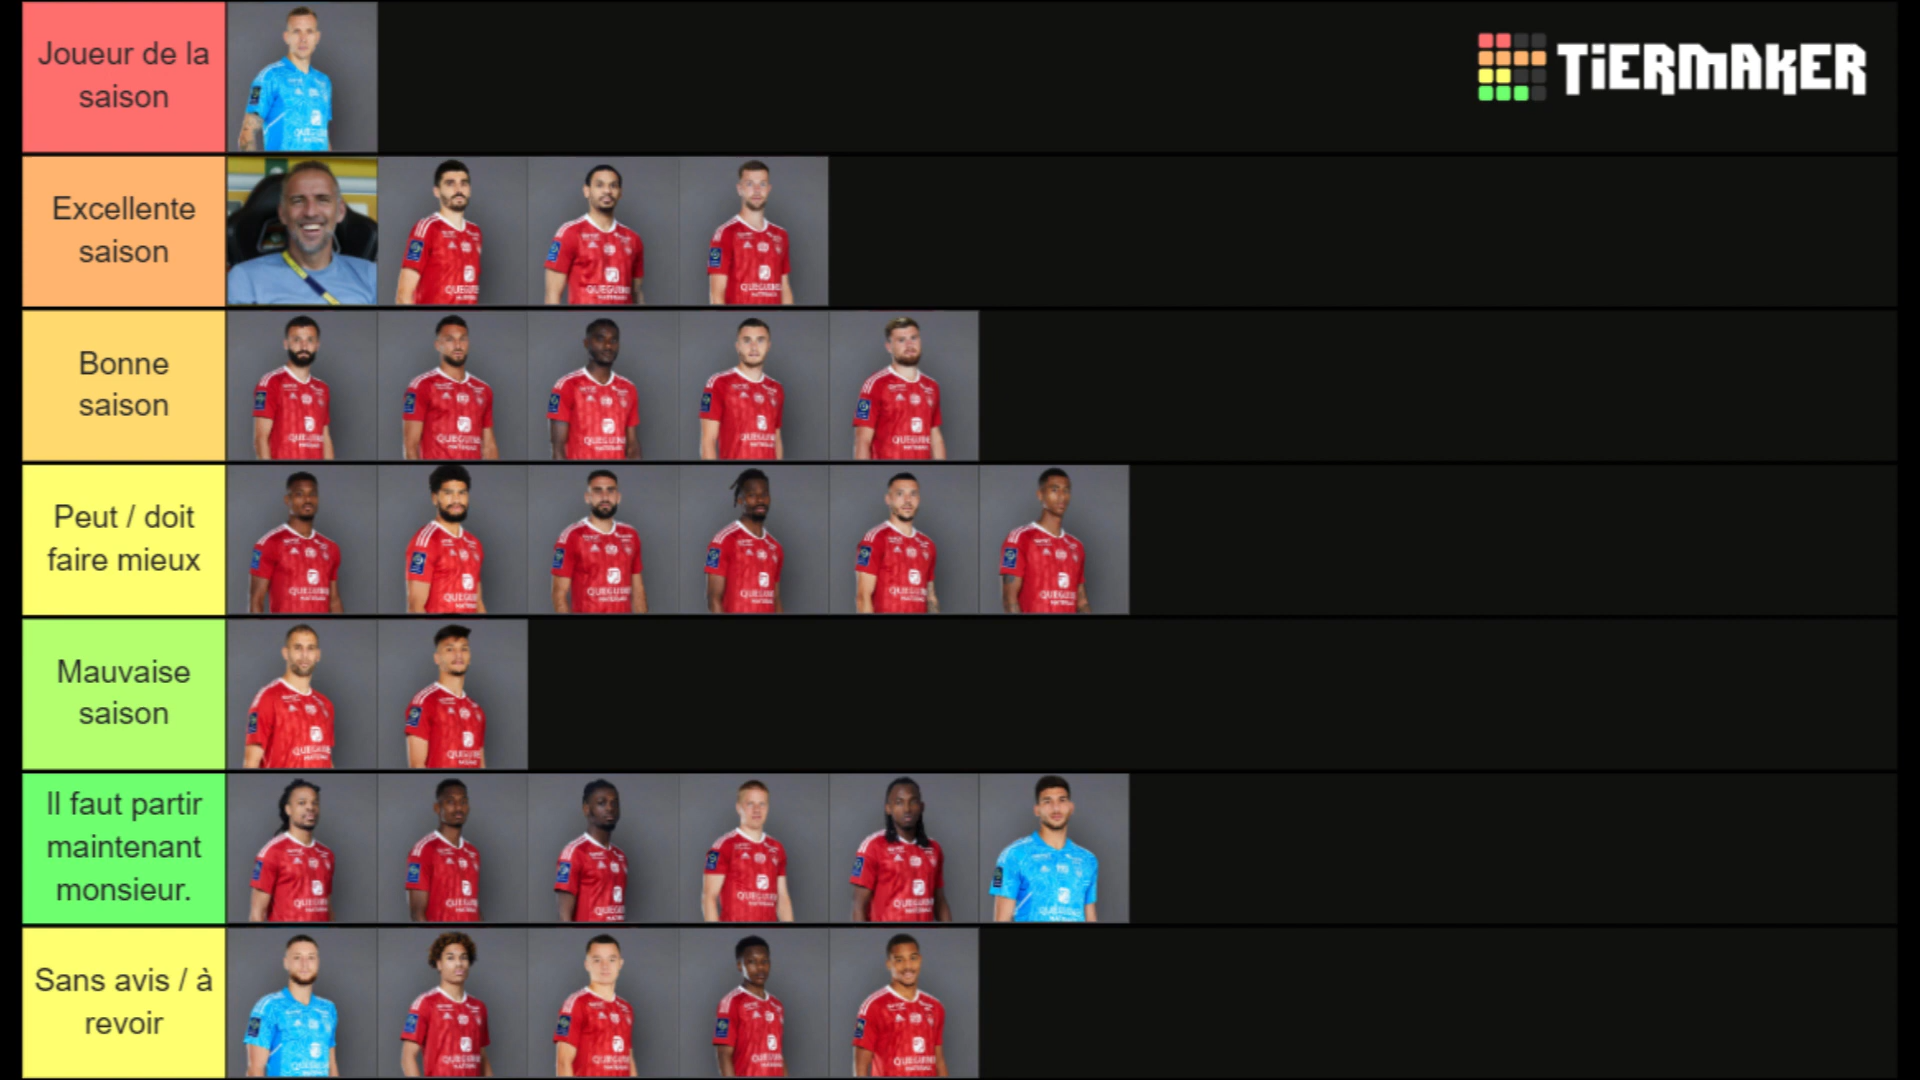 Joueur de la
saison
TiERMAKER
Excellente
saison
Bonne
saison
Peut / doit
faire mieux
Mauvaise
saison
Il faut partir
maintenant
monsieur.
Sans avis / à
revoir